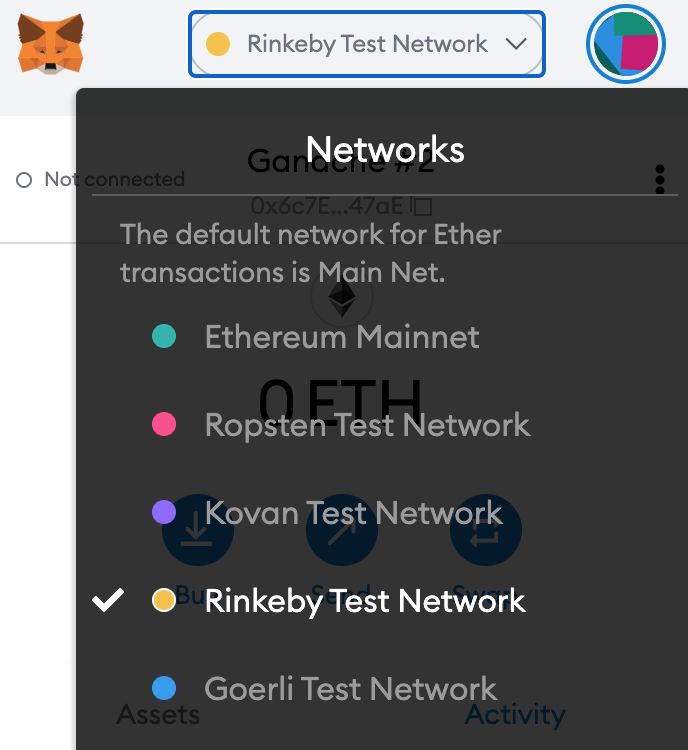 Rinkeby Test Network
Networks
Ganache #2
Not connected
0x6c7E...47aE
The default network for Ether
transactions is Main Net.
Ethereum Mainnet
0 ETH
Ropsten Test Network
Kovan Test Network
Buy Send Swap
Rinkeby Test Network
Goerli Test Network
Assets Activity